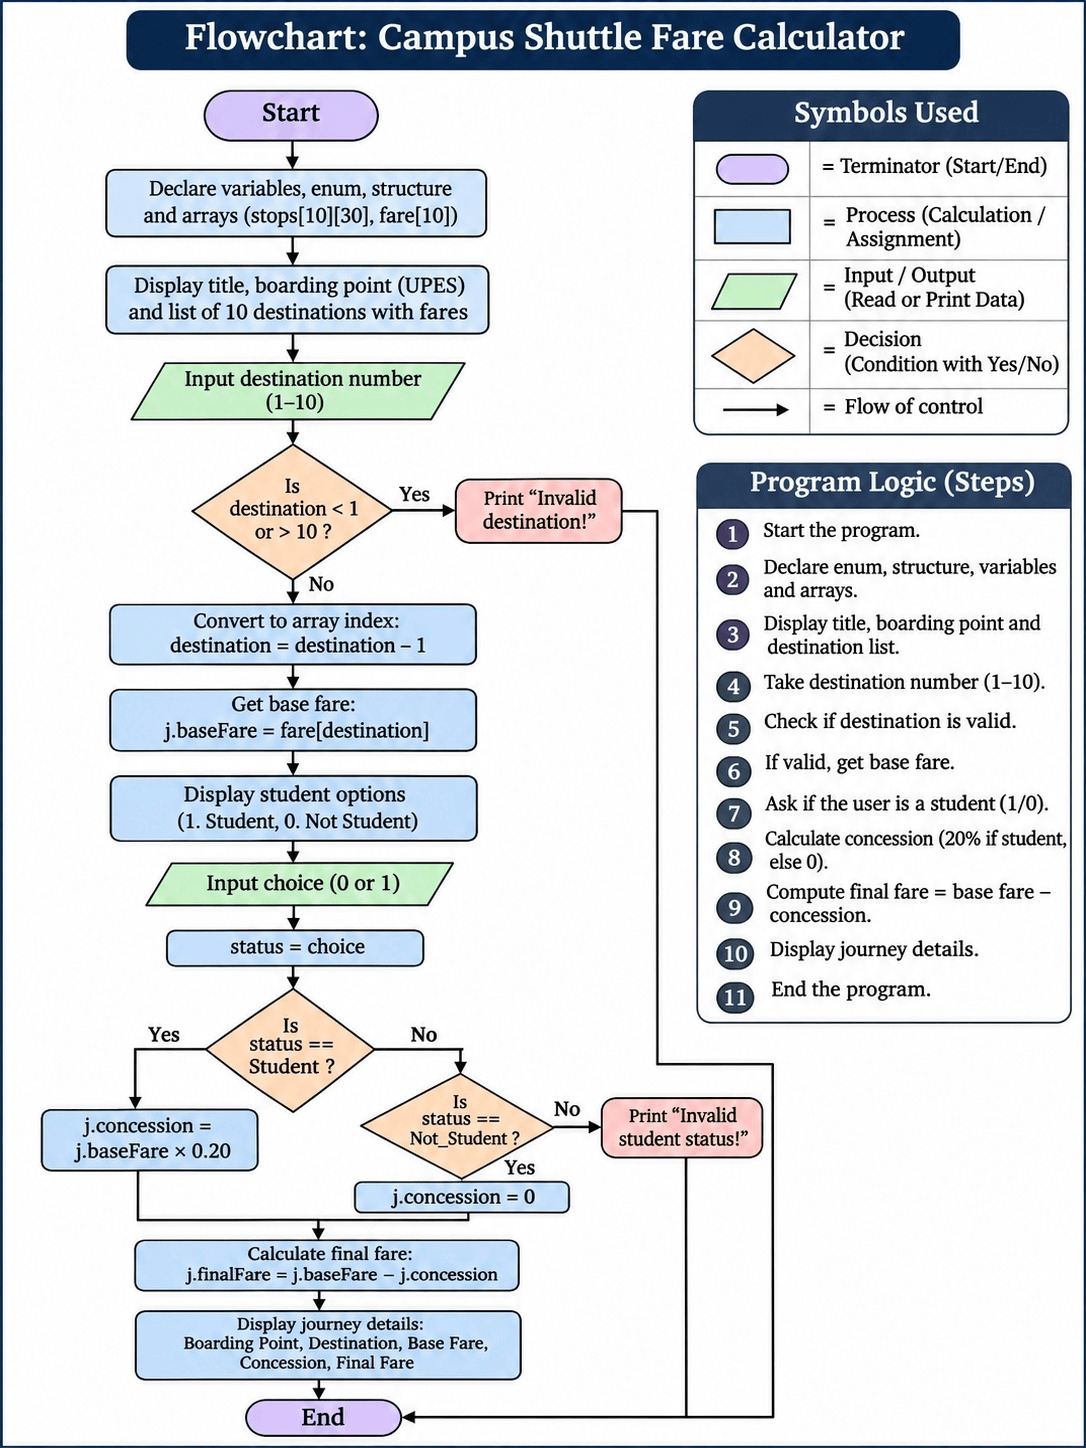 Flowchart: Campus Shuttle Fare Calculator
Start
Declare variables, enum, structure
and arrays (stops[10][30], fare[10])
Display title, boarding point (UPES)
and list of 10 destinations with fares
Input destination number
(1–10)
Is
destination < 1
or > 10 ?
Yes
Print “Invalid
destination!”
No
Convert to array index:
destination = destination – 1
Get base fare:
j.baseFare = fare[destination]
Display student options
(1. Student, 0. Not Student)
Input choice (0 or 1)
status = choice
Is
status ==
Student ?
Yes
No
j.concession =
j.baseFare × 0.20
Is
status ==
Not_Student ?
No
Print “Invalid
student status!”
Yes
j.concession = 0
Calculate final fare:
j.finalFare = j.baseFare – j.concession
Display journey details:
Boarding Point, Destination, Base Fare,
Concession, Final Fare
End
Symbols Used
= Terminator (Start/End)
= Process (Calculation /
Assignment)
= Input / Output
(Read or Print Data)
= Decision
(Condition with Yes/No)
= Flow of control
Program Logic (Steps)
1 Start the program.
2 Declare enum, structure, variables
and arrays.
3 Display title, boarding point and
destination list.
4 Take destination number (1–10).
5 Check if destination is valid.
6 If valid, get base fare.
7 Ask if the user is a student (1/0).
8 Calculate concession (20% if student,
else 0).
9 Compute final fare = base fare –
concession.
10 Display journey details.
11 End the program.